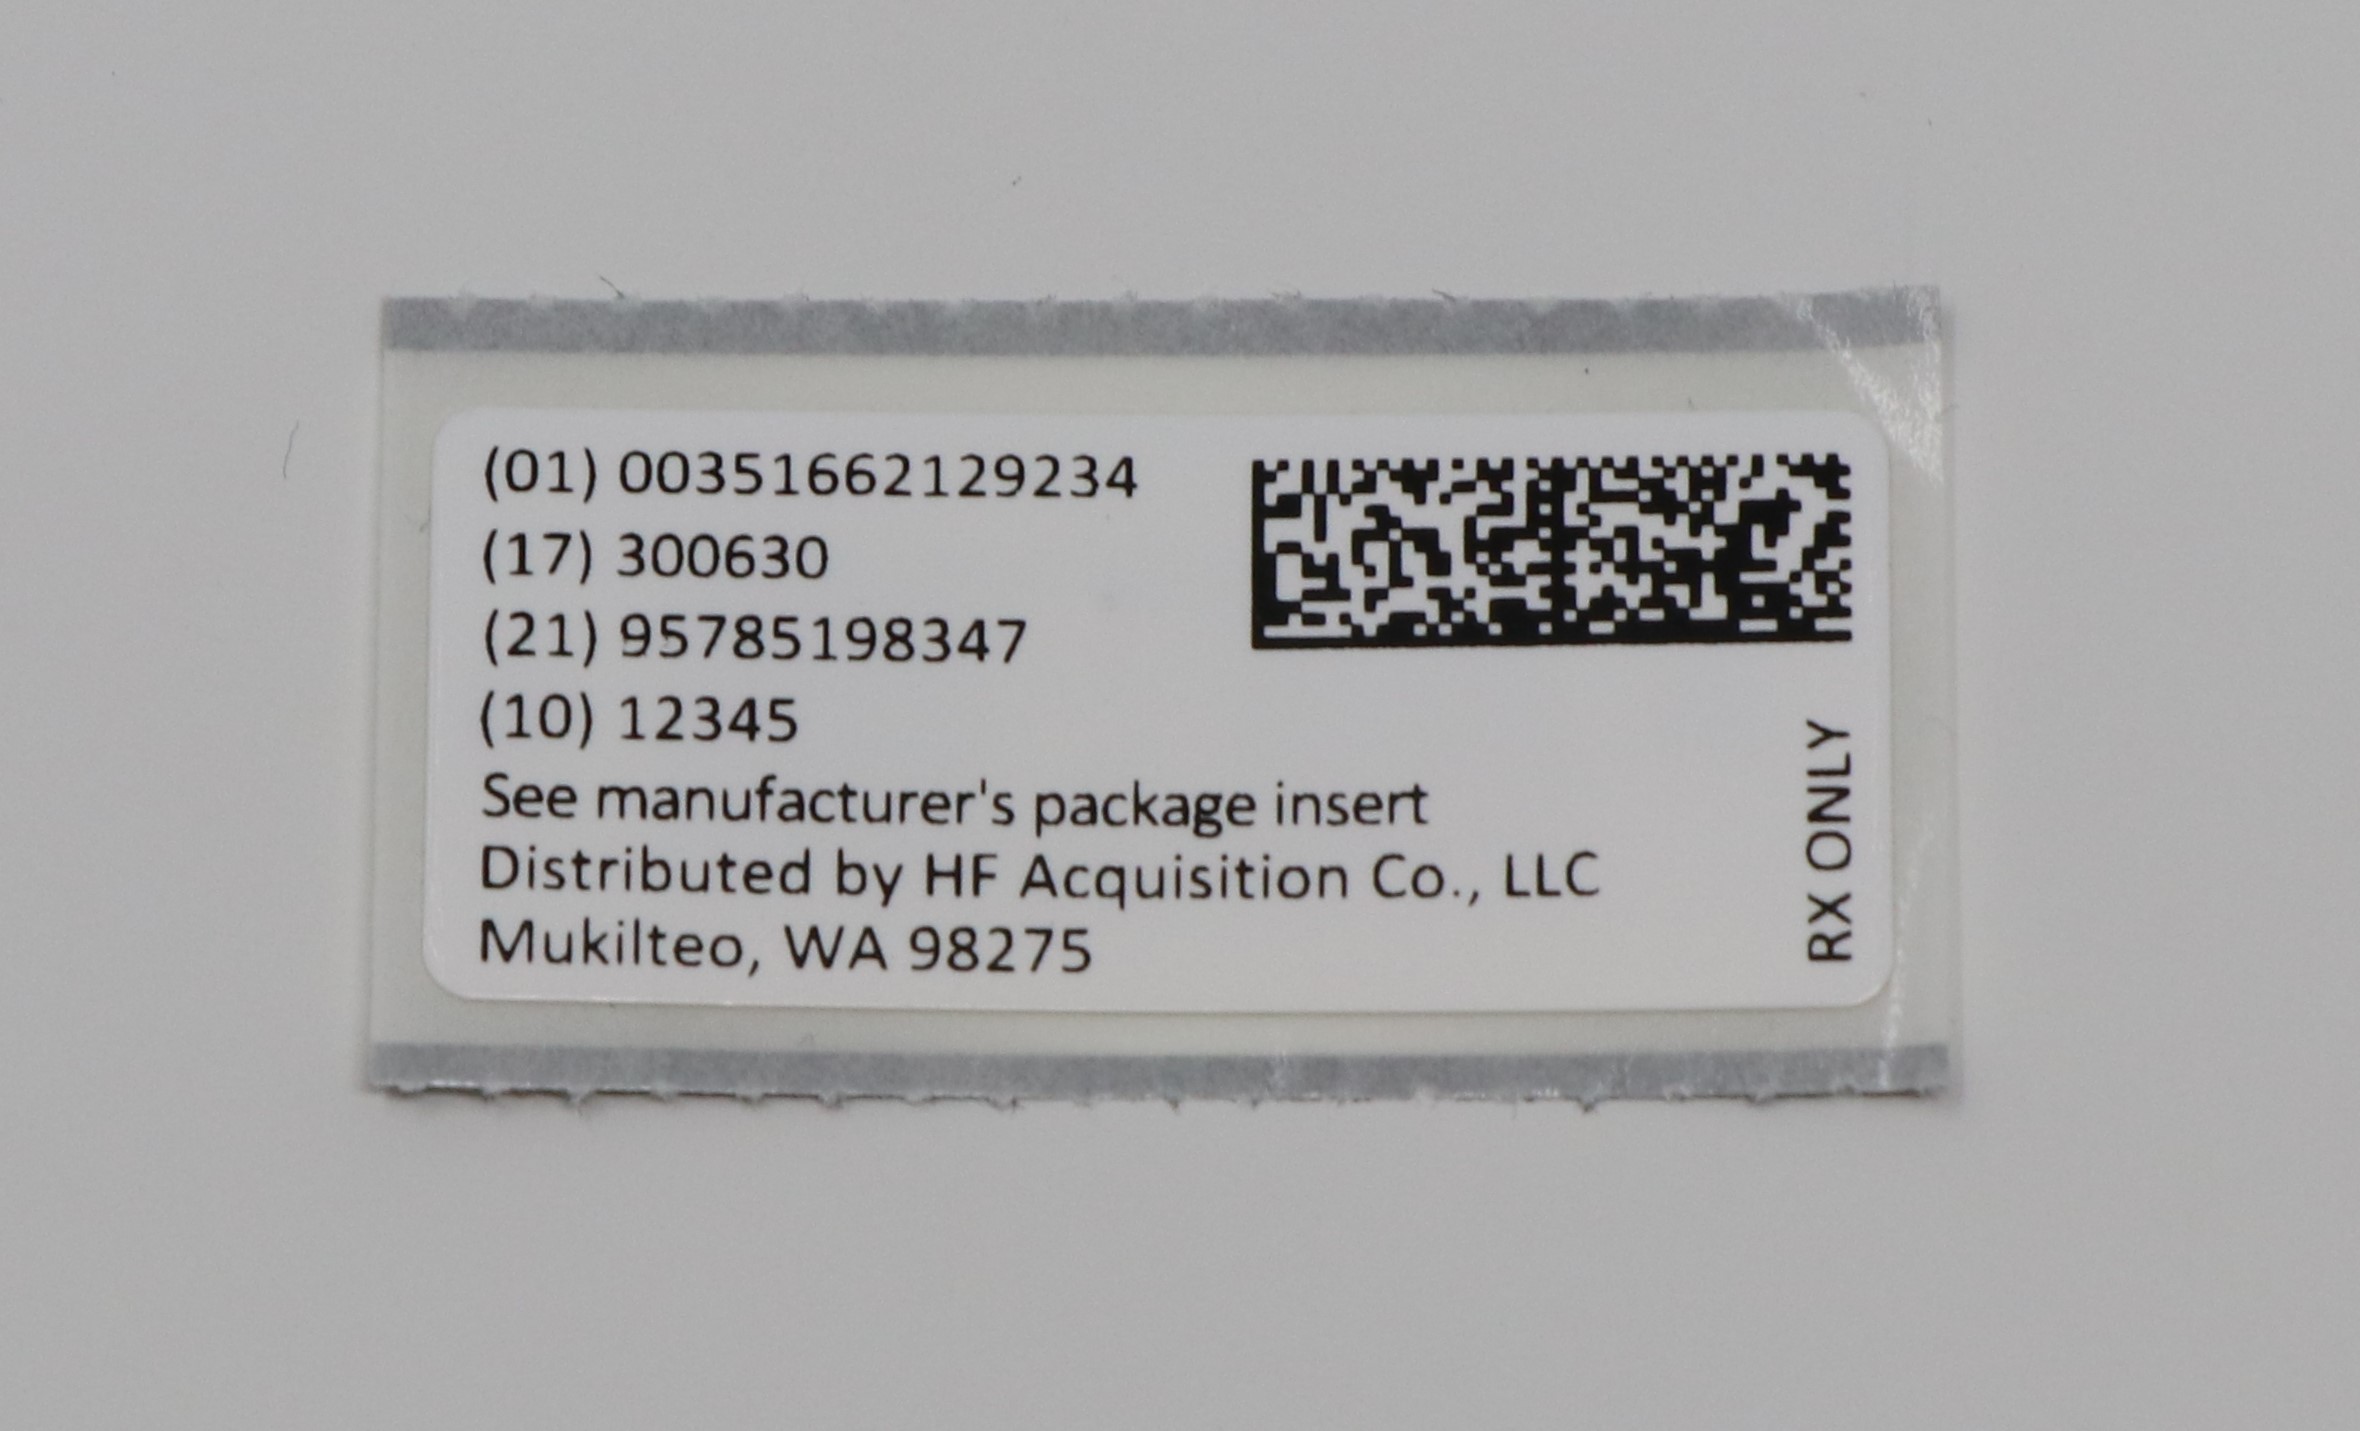 (01) 00351662129234
(17) 300630
(21) 95785198347
(10) 12345
See manufacturer's package insert
Distributed by HF Acquisition Co., LLC
Mukilteo, WA 98275
RX ONLY